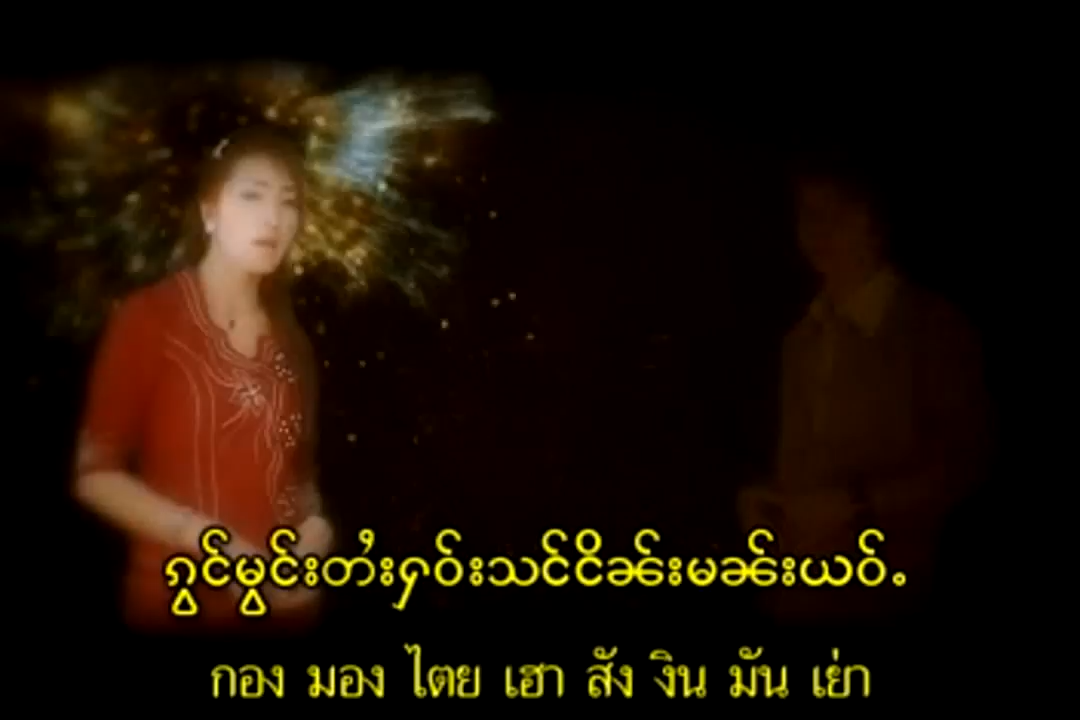 ၵွင်မွင်းတႆးႁဝ်းသင်ငိၼ်းမၼ်းယဝ်ႉ
กอง มอง ไตย เฮา สัง งิน มัน เย่า